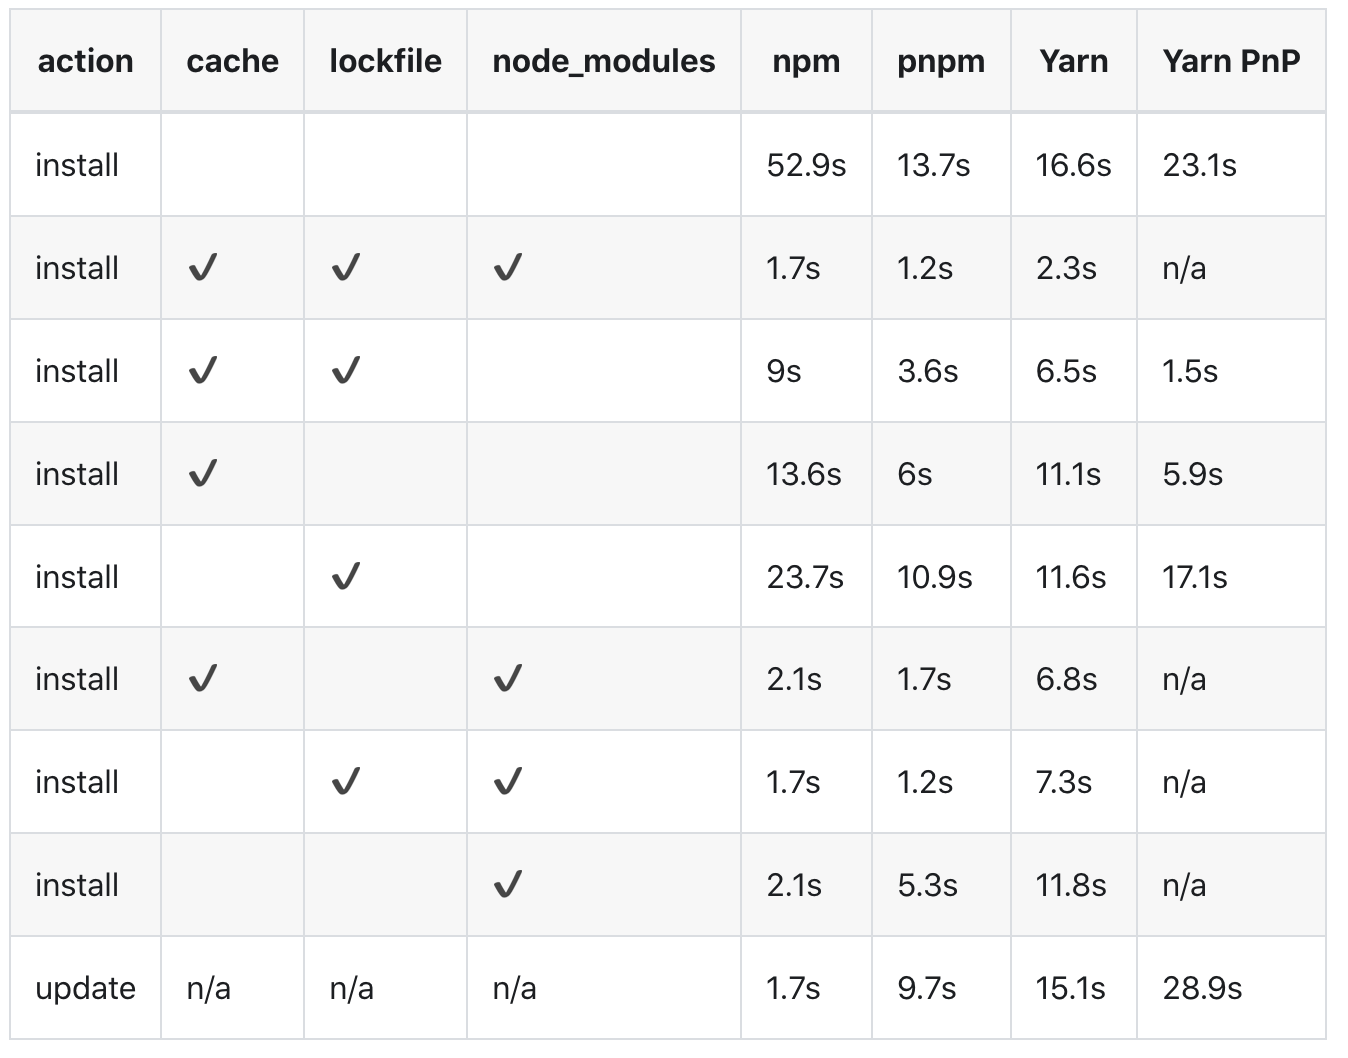 action cache lockfile node_modules npm pnpm Yarn Yarn PnP
install 52.9s 13.7s 16.6s 23.1s
install ✔ ✔ ✔ 1.7s 1.2s 2.3s n/a
install ✔ ✔ 9s 3.6s 6.5s 1.5s
install ✔ 13.6s 6s 11.1s 5.9s
install ✔ 23.7s 10.9s 11.6s 17.1s
install ✔ ✔ 2.1s 1.7s 6.8s n/a
install ✔ ✔ 1.7s 1.2s 7.3s n/a
install ✔ 2.1s 5.3s 11.8s n/a
update n/a n/a n/a 1.7s 9.7s 15.1s 28.9s